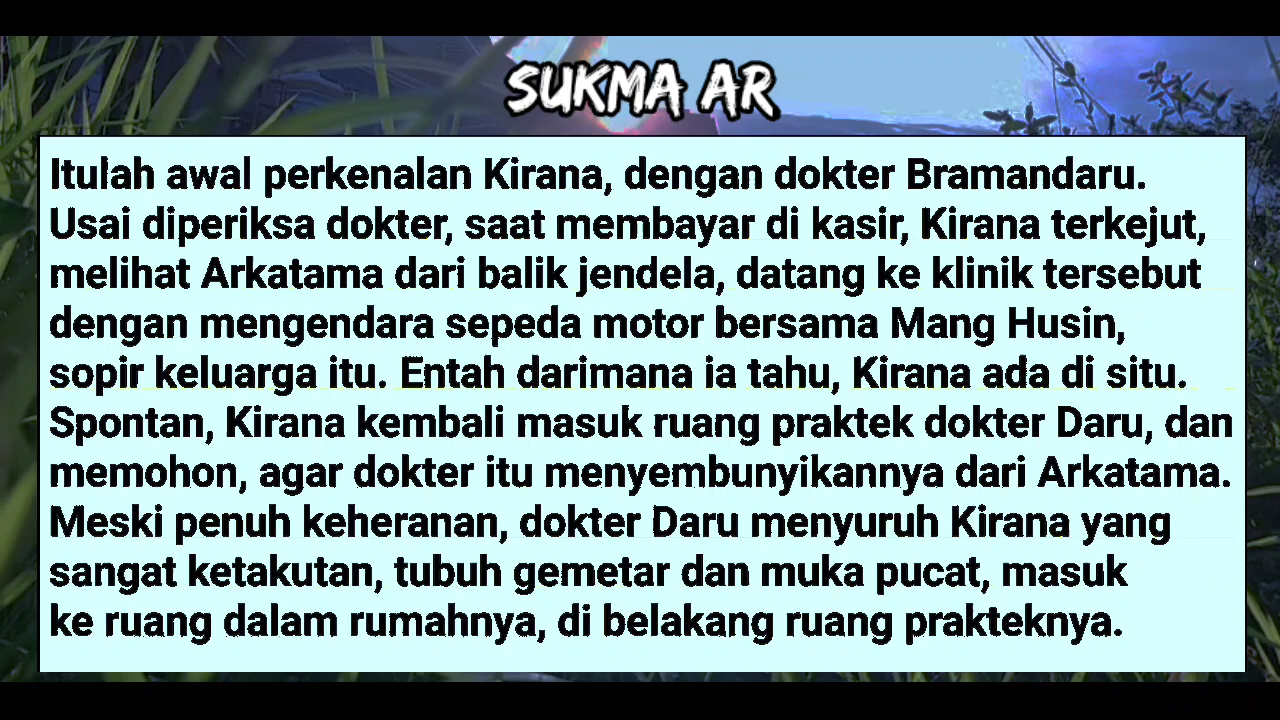 SUKMA AR
Itulah awal perkenalan Kirana, dengan dokter Bramandaru.
Usai diperiksa dokter, saat membayar di kasir, Kirana terkejut,
melihat Arkatama dari balik jendela, datang ke klinik tersebut
dengan mengendara sepeda motor bersama Mang Husin,
sopir keluarga itu. Entah darimana ia tahu, Kirana ada di situ.
Spontan, Kirana kembali masuk ruang praktek dokter Daru, dan
memohon, agar dokter itu menyembunyikannya dari Arkatama.
Meski penuh keheranan, dokter Daru menyuruh Kirana yang
sangat ketakutan, tubuh gemetar dan muka pucat, masuk
ke ruang dalam rumahnya, di belakang ruang prakteknya.